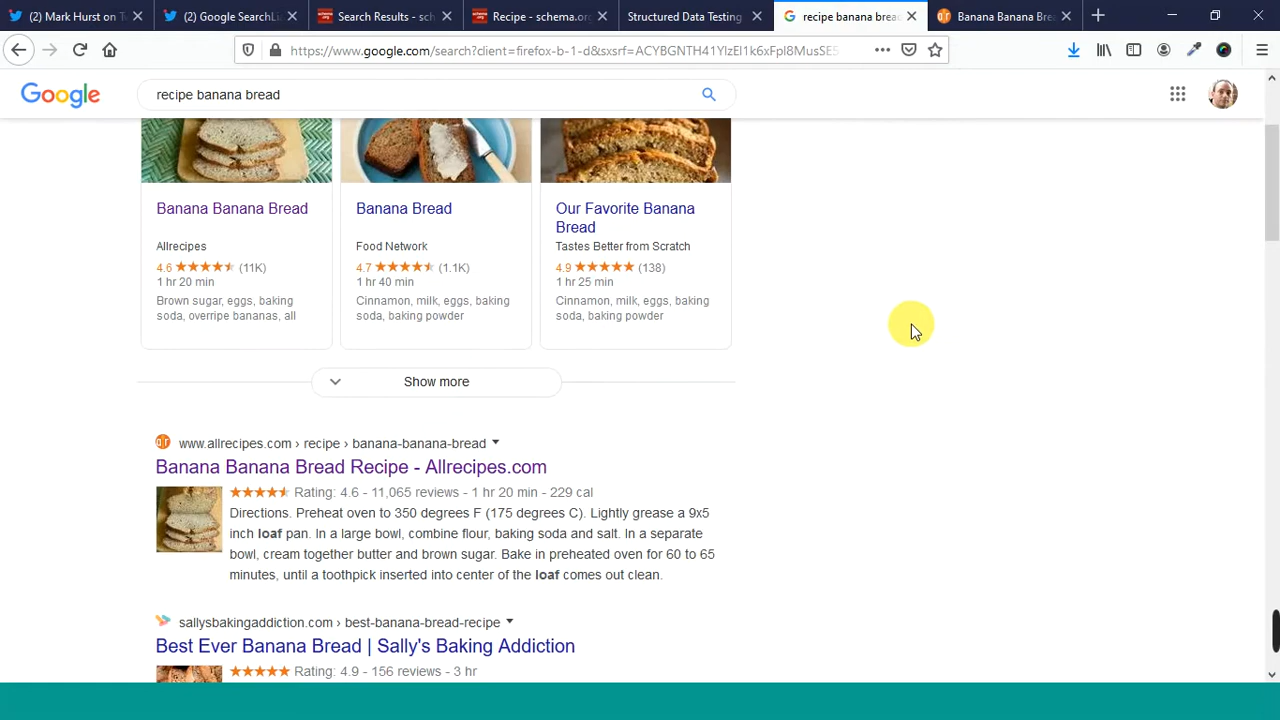 (2) Mark Hurst on T
(2) Google SearchLia
Search Results - sch
Recipe - schema.org
Structured Data Testing
recipe banana bread
Banana Banana Bre
https://www.google.com/search?client=firefox-b-1-d&sxsrf=ACYBGNTH41YIzEI1k6xFpI8MusSE5
Google
recipe banana bread
Banana Banana Bread
Allrecipes
4.6 (11K)
1 hr 20 min
Brown sugar, eggs, baking
soda, overripe bananas, all
Banana Bread
Food Network
4.7 (1.1K)
1 hr 40 min
Cinnamon, milk, eggs, baking
soda, baking powder
Our Favorite Banana
Bread
Tastes Better from Scratch
4.9 (138)
1 hr 25 min
Cinnamon, milk, eggs, baking
soda, baking powder
Show more
www.allrecipes.com › recipe › banana-banana-bread
Banana Banana Bread Recipe - Allrecipes.com
Rating: 4.6 - 11,065 reviews - 1 hr 20 min - 229 cal
Directions. Preheat oven to 350 degrees F (175 degrees C). Lightly grease a 9x5
inch loaf pan. In a large bowl, combine flour, baking soda and salt. In a separate
bowl, cream together butter and brown sugar. Bake in preheated oven for 60 to 65
minutes, until a toothpick inserted into center of the loaf comes out clean.
sallysbakingaddiction.com › best-banana-bread-recipe
Best Ever Banana Bread | Sally's Baking Addiction
Rating: 4.9 - 156 reviews - 3 hr